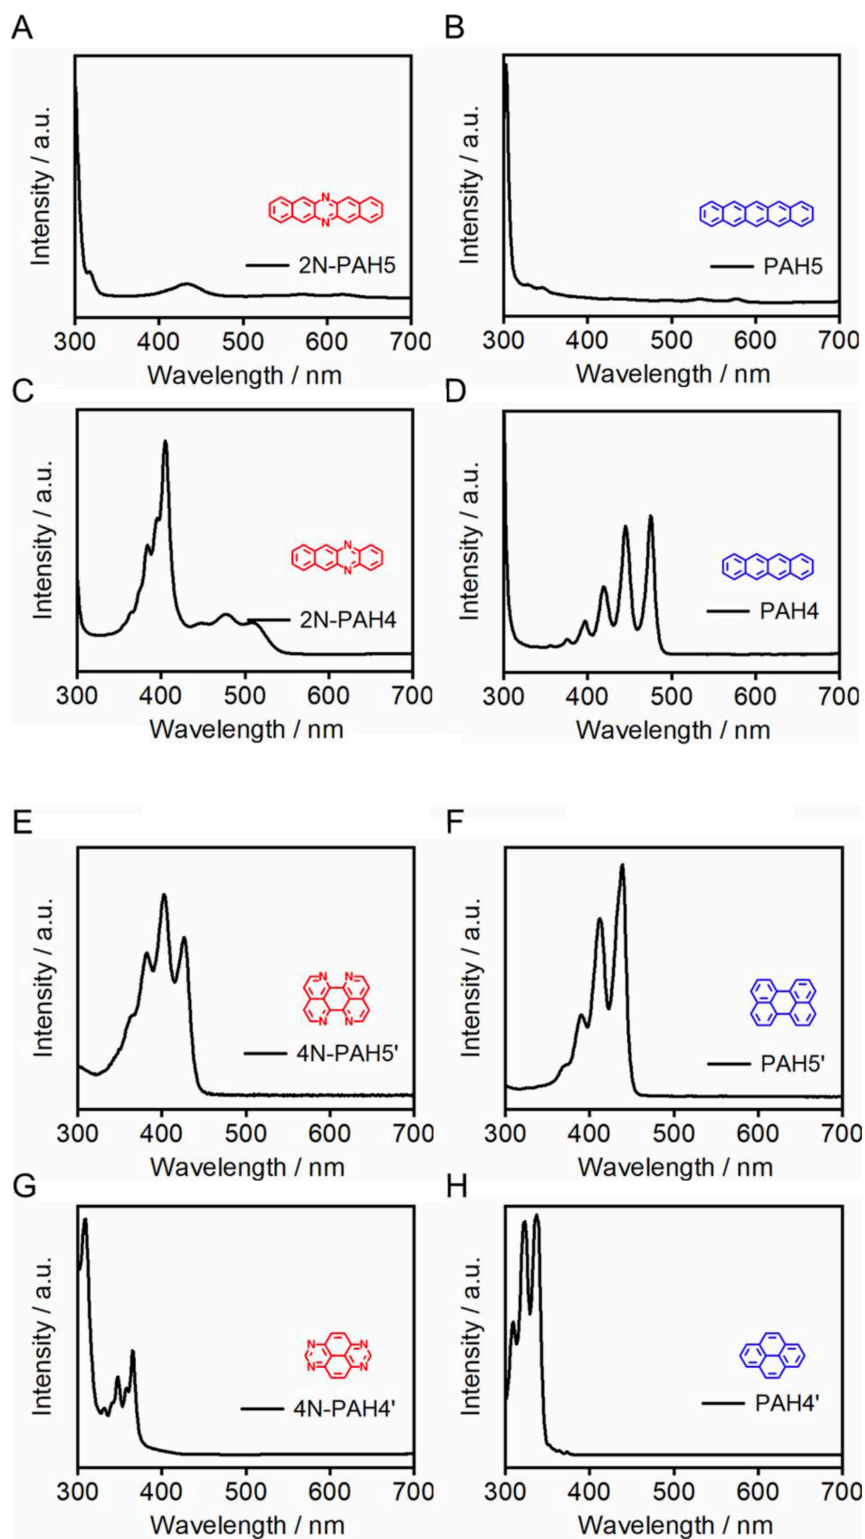 A
B
Intensity / a.u.
N
N
2N-PAH5
300 400 500 600 700
Wavelength / nm
Intensity / a.u.
PAH5
300 400 500 600 700
Wavelength / nm
C
D
Intensity / a.u.
N
N
2N-PAH4
300 400 500 600 700
Wavelength / nm
Intensity / a.u.
PAH4
300 400 500 600 700
Wavelength / nm
E
F
Intensity / a.u.
N N
N N
4N-PAH5'
300 400 500 600 700
Wavelength / nm
Intensity / a.u.
PAH5'
300 400 500 600 700
Wavelength / nm
G
H
Intensity / a.u.
N N
N N
4N-PAH4'
300 400 500 600 700
Wavelength / nm
Intensity / a.u.
PAH4'
300 400 500 600 700
Wavelength / nm